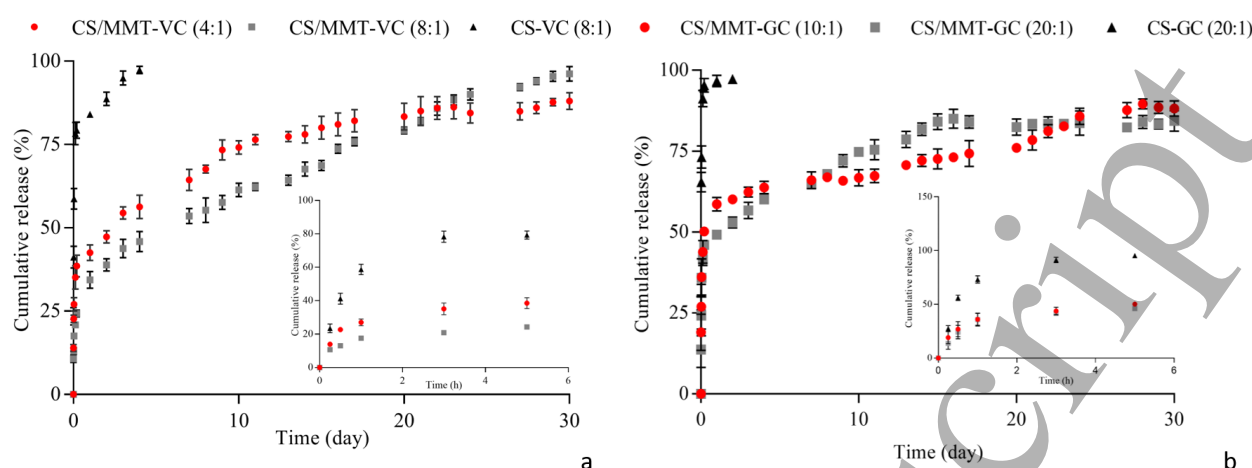 CS/MMT-VC (4:1) CS/MMT-VC (8:1) CS-VC (8:1)
Cumulative release (%)
100
75
50
25
0
0 10 20 30
Time (day)
Cumulative release (%)
100
80
60
40
20
0
0 2 4 6
Time (h)
a
CS/MMT-GC (10:1) CS/MMT-GC (20:1) CS-GC (20:1)
Cumulative release (%)
100
75
50
25
0
0 10 20 30
Time (day)
Cumulative release (%)
150
100
50
0
0 2 4 6
Time (h)
b
cript